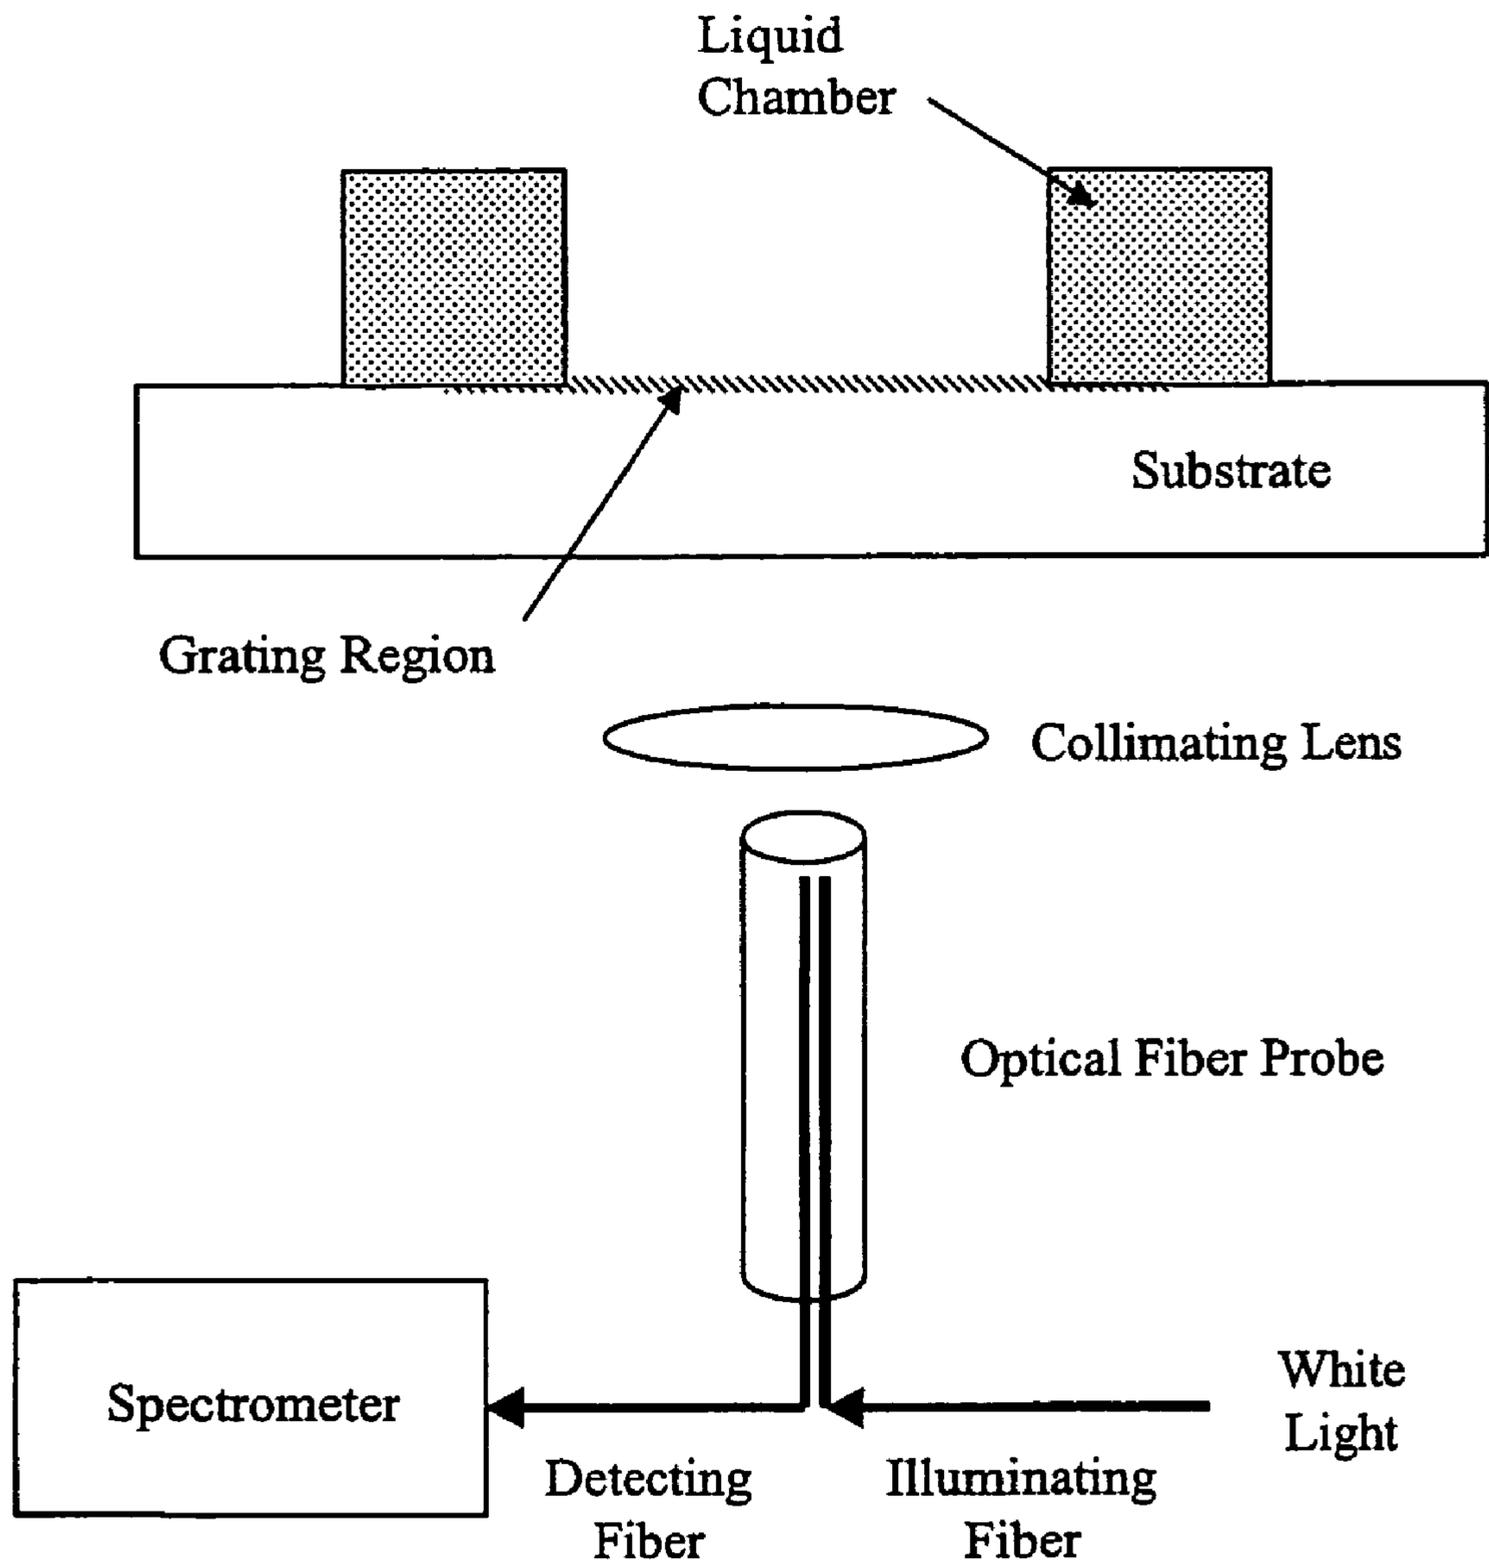 Liquid
Chamber
Substrate
Grating Region
Collimating Lens
Optical Fiber Probe
Spectrometer
White
Light
Detecting
Fiber
Illuminating
Fiber